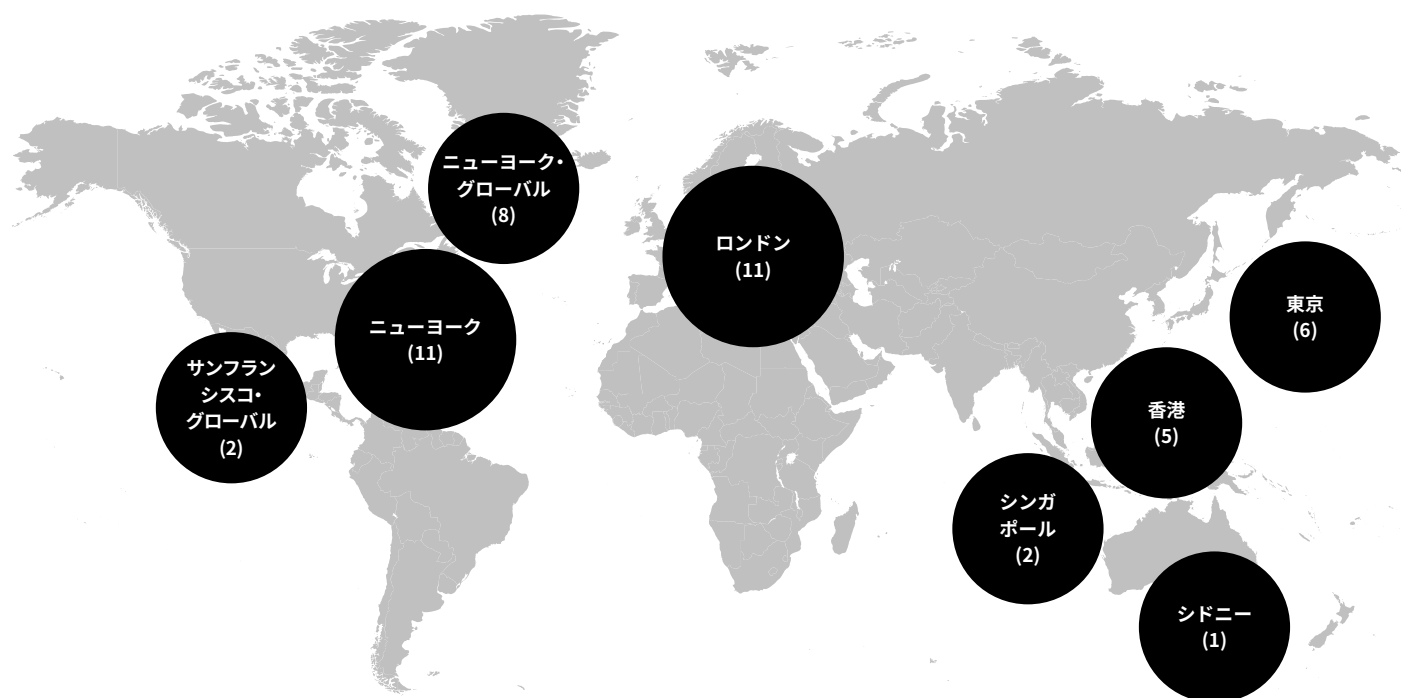 ニューヨーク・
グローバル
(8)
ロンドン
(11)
ニューヨーク
(11)
サンフラン
シスコ・
グローバル
(2)
東京
(6)
香港
(5)
シンガ
ポール
(2)
シドニー
(1)